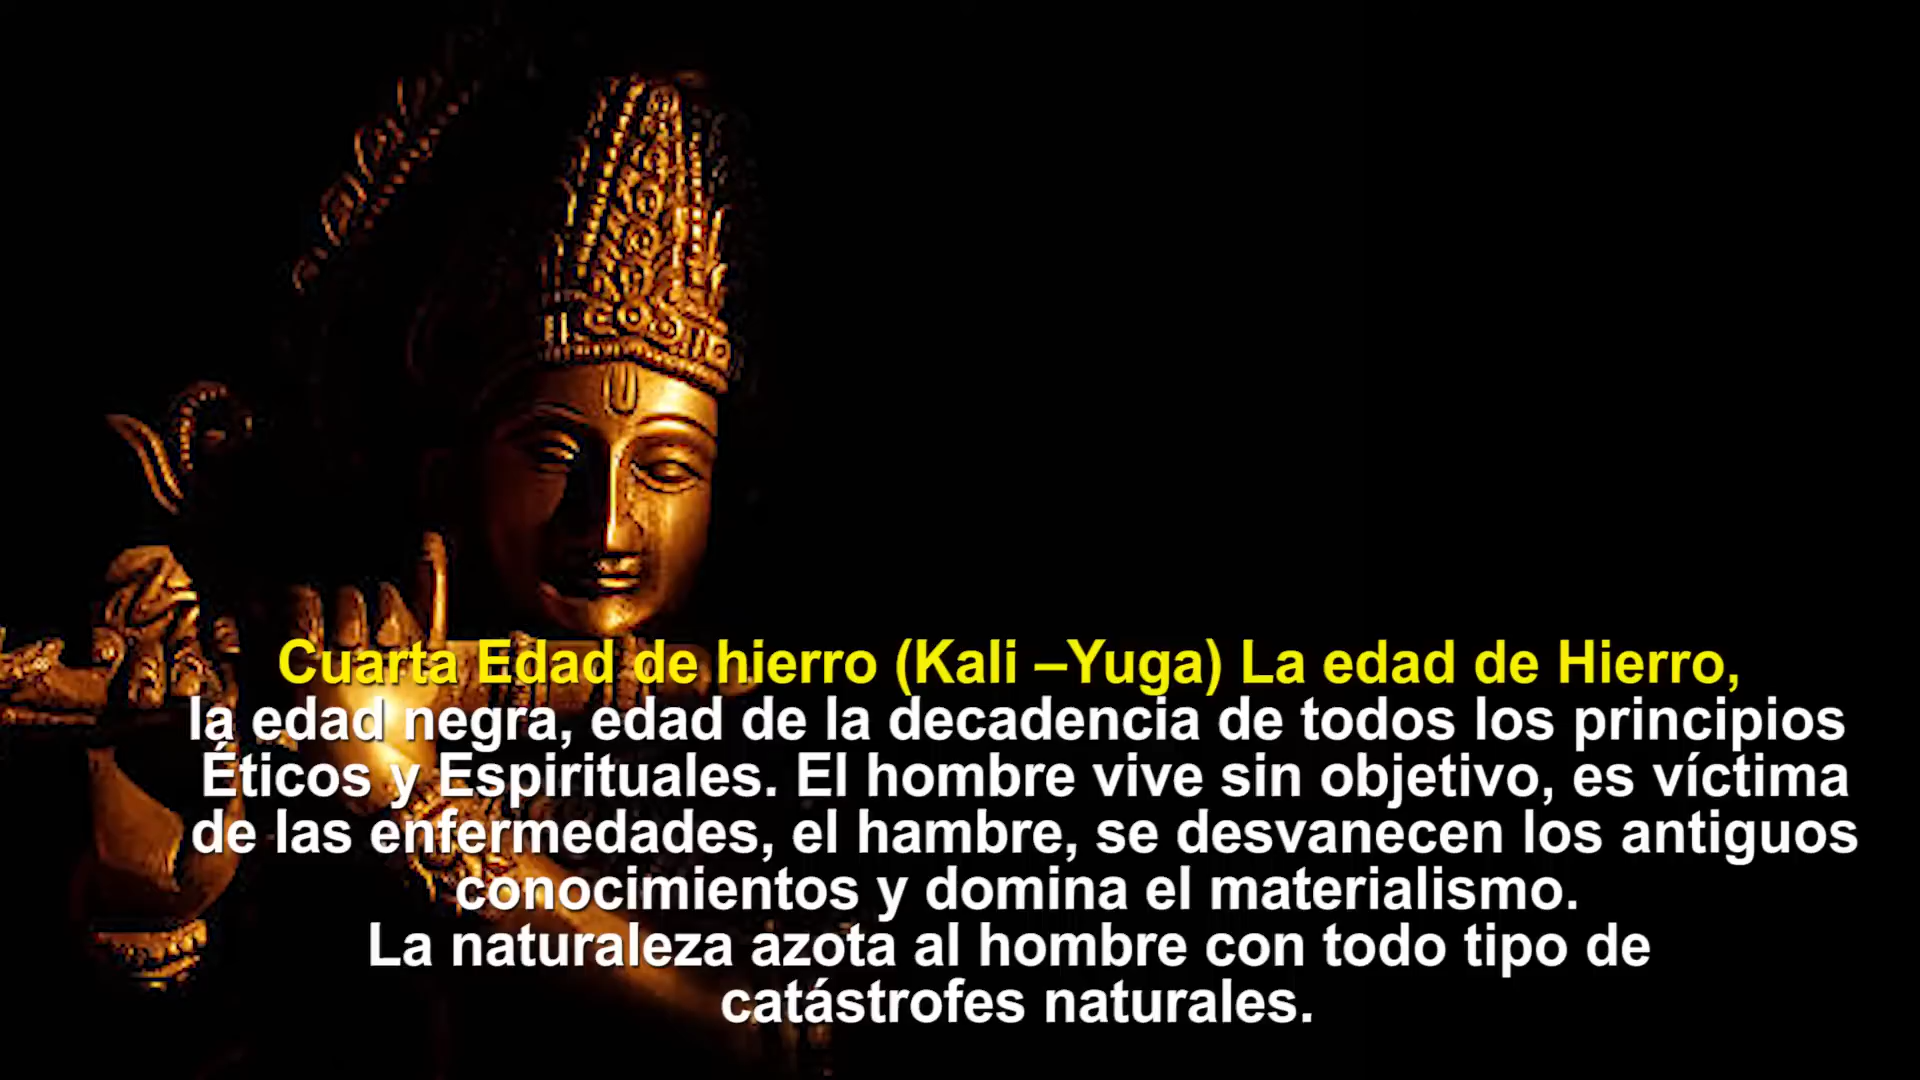 Cuarta Edad de hierro (Kali –Yuga) La edad de Hierro,
la edad negra, edad de la decadencia de todos los principios
Éticos y Espirituales. El hombre vive sin objetivo, es víctima
de las enfermedades, el hambre, se desvanecen los antiguos
conocimientos y domina el materialismo.
La naturaleza azota al hombre con todo tipo de
catástrofes naturales.